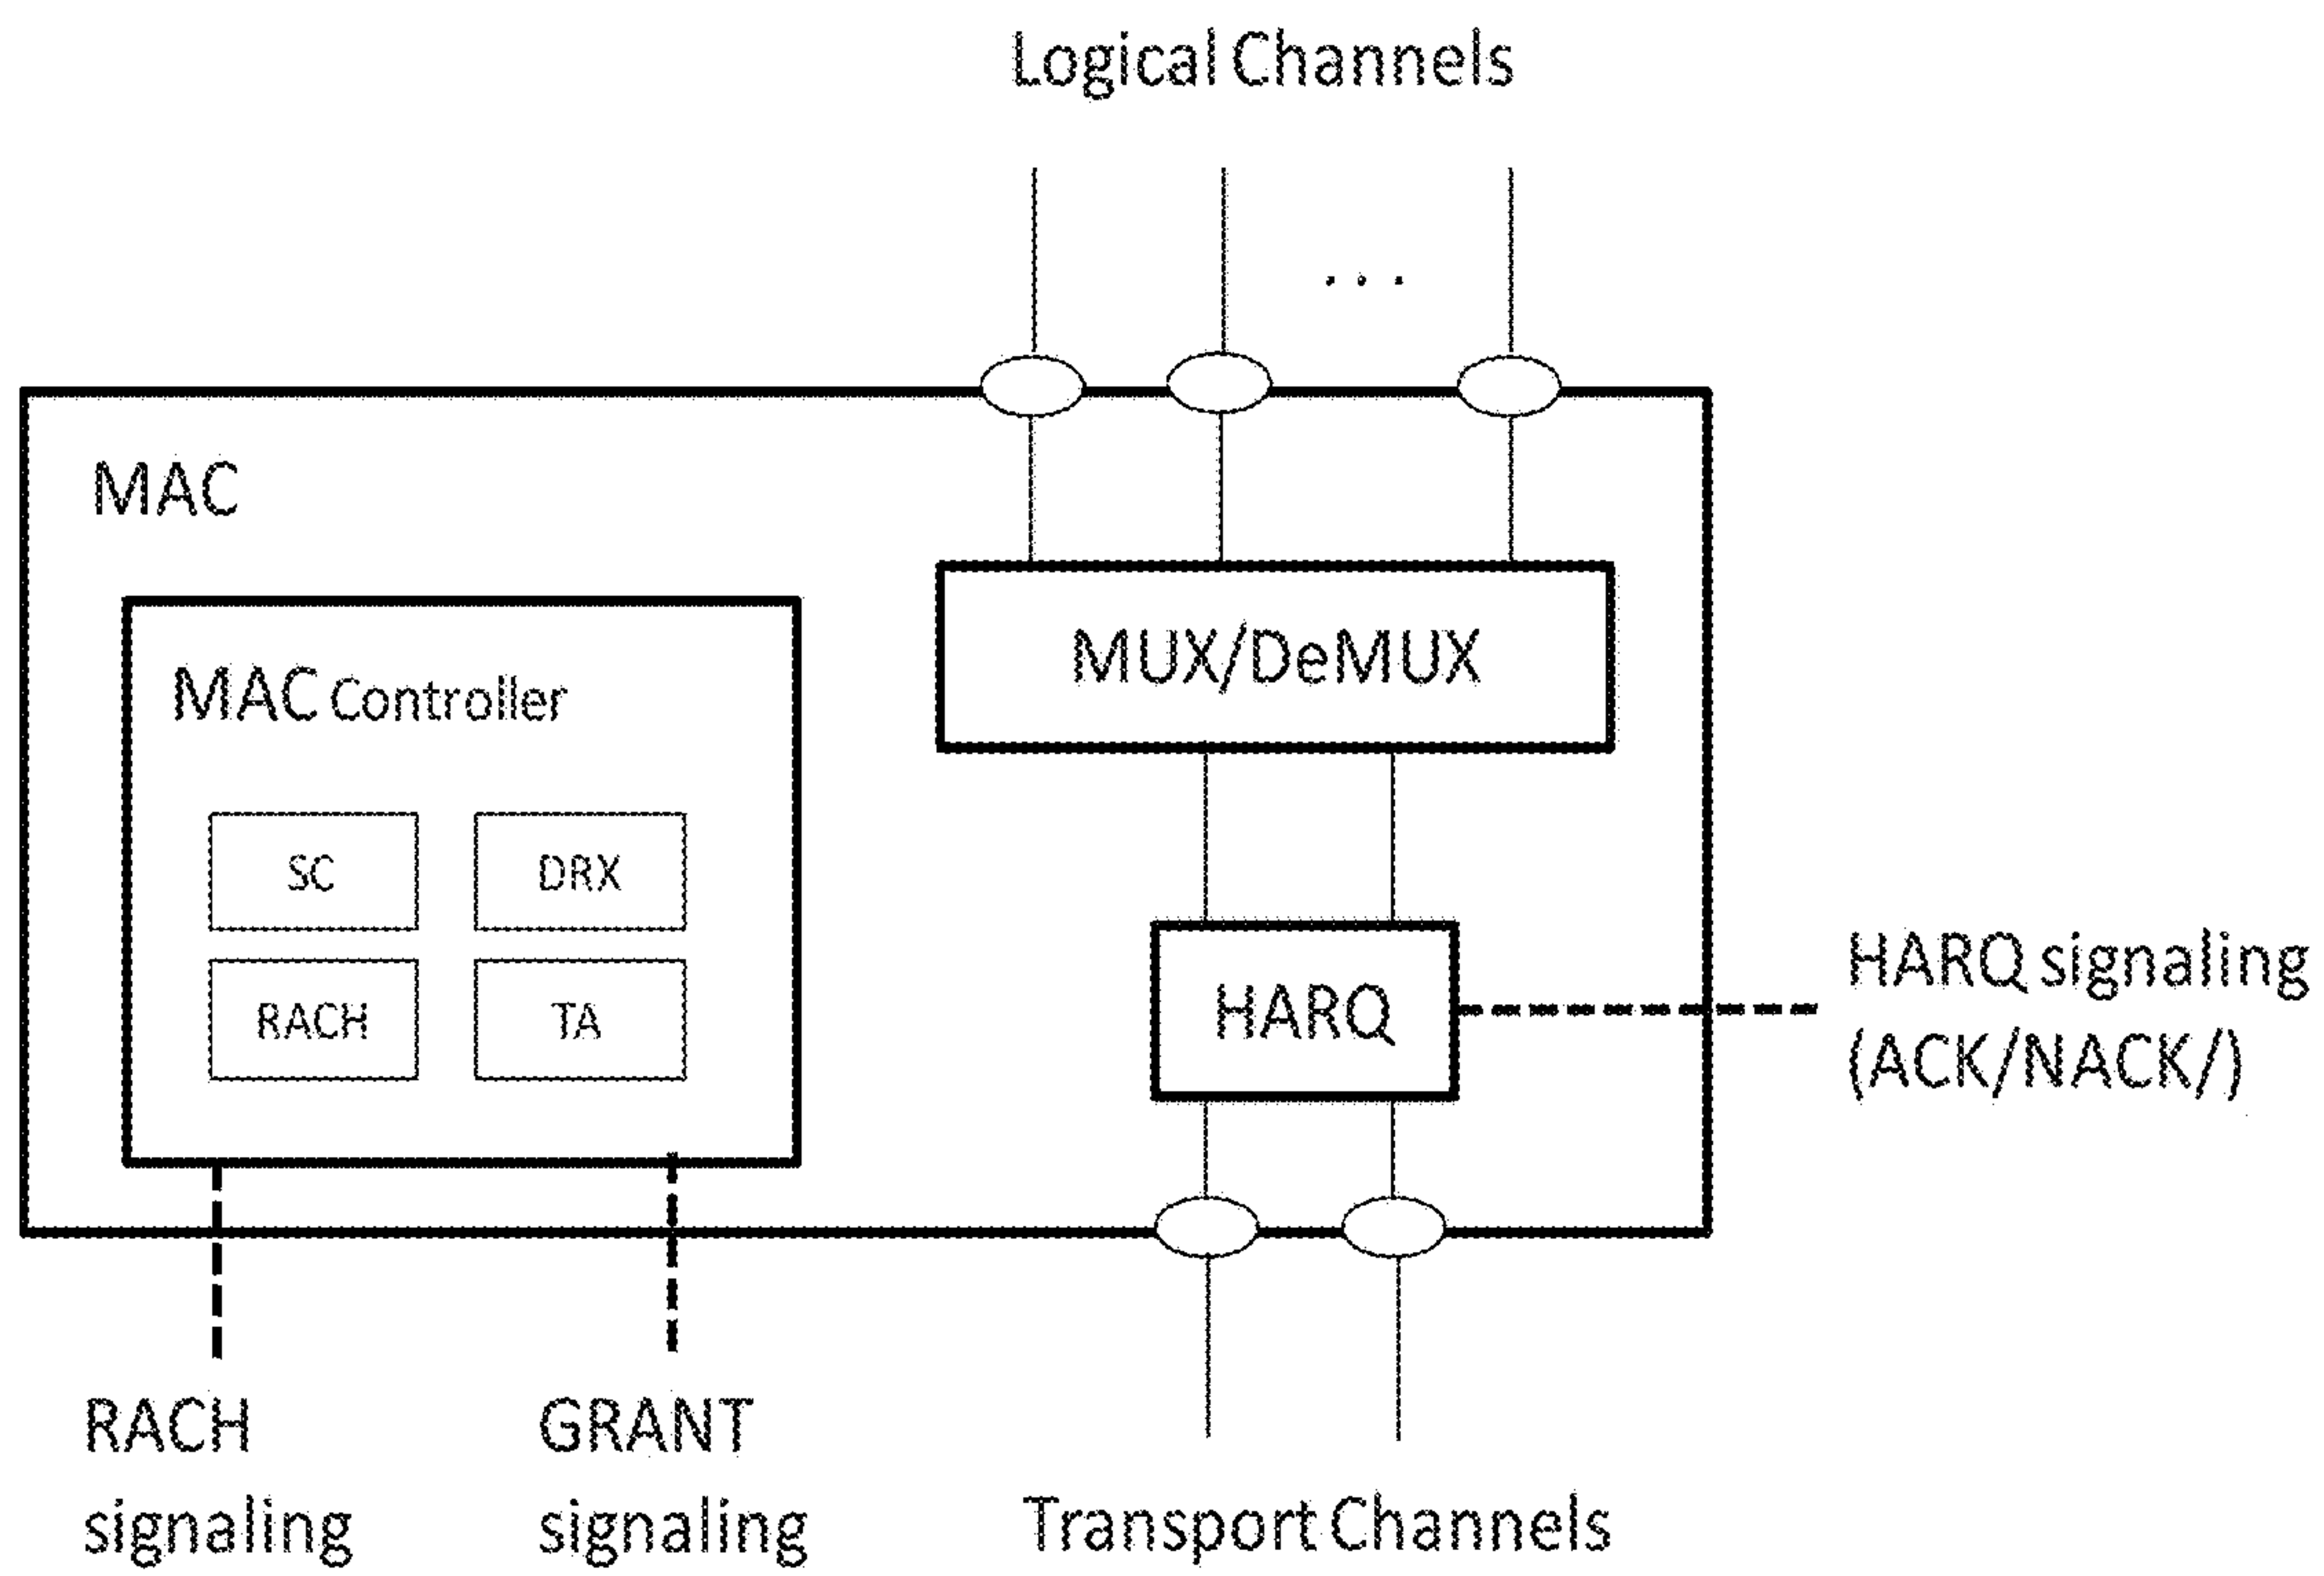 Logical Channels
. . .
MAC
MUX/DeMUX
MAC Controller
SC
DRX
RACH
TA
HARQ
HARQ signaling
(ACK/NACK/)
RACH
signaling
GRANT
signaling
Transport Channels